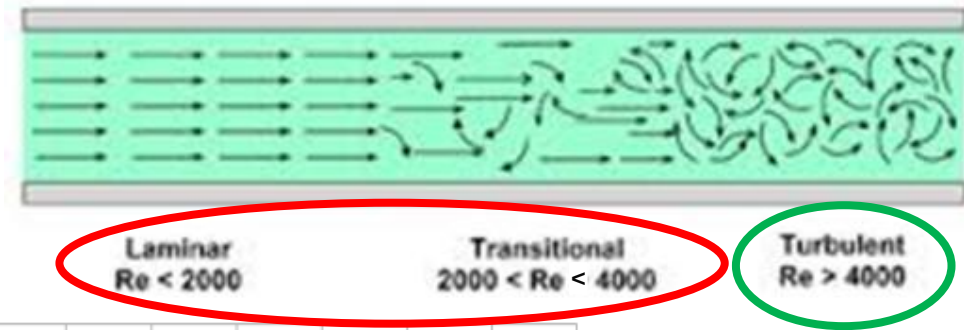 Laminar
Re < 2000
Transitional
2000 < Re < 4000
Turbulent
Re > 4000